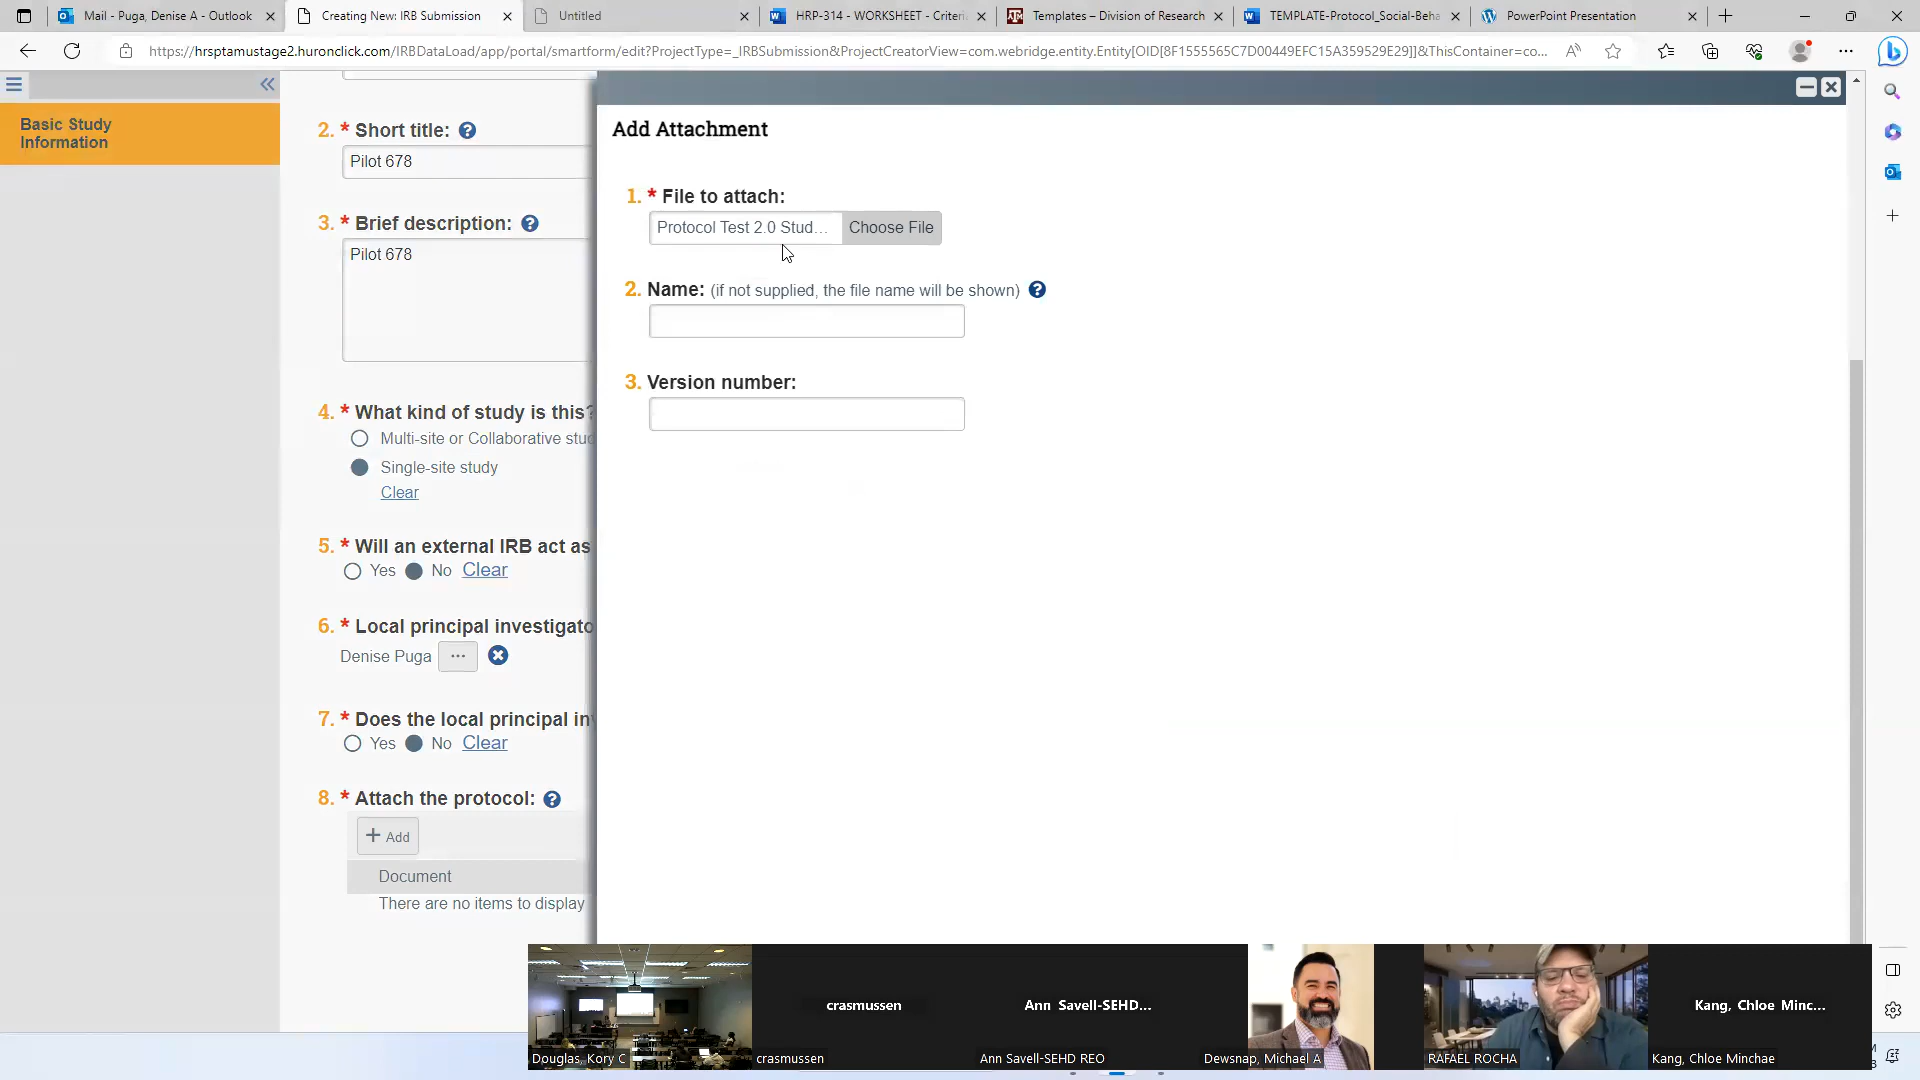 Mail - Puga, Denise A - Outlook
Creating New: IRB Submission
Untitled
HRP-314 - WORKSHEET - Criteri
Templates – Division of Research
TEMPLATE-Protocol_Social-Beha
PowerPoint Presentation
https://hrsptamustage2.huronclick.com/IRBDataLoad/app/portal/smartform/edit?ProjectType=_IRBSubmission&ProjectCreatorView=com.webridge.entity.Entity[OID[8F1555565C7D00449EFC15A359529E29]]&ThisContainer=co...
Basic Study
Information
2. * Short title:
Pilot 678
3. * Brief description:
Pilot 678
4. * What kind of study is this?
Multi-site or Collaborative stud
Single-site study
Clear
5. * Will an external IRB act as
Yes No Clear
6. * Local principal investigato
Denise Puga ...
7. * Does the local principal inv
Yes No Clear
8. * Attach the protocol:
+ Add
Document
There are no items to display
Add Attachment
1. * File to attach:
Protocol Test 2.0 Stud... Choose File
2. Name: (if not supplied, the file name will be shown)
3. Version number:
Douglas, Kory C
crasmussen
crasmussen
Ann Savell-SEHD...
Ann Savell-SEHD REO
Dewsnap, Michael A
RAFAEL ROCHA
Kang, Chloe Minc...
Kang, Chloe Minchae